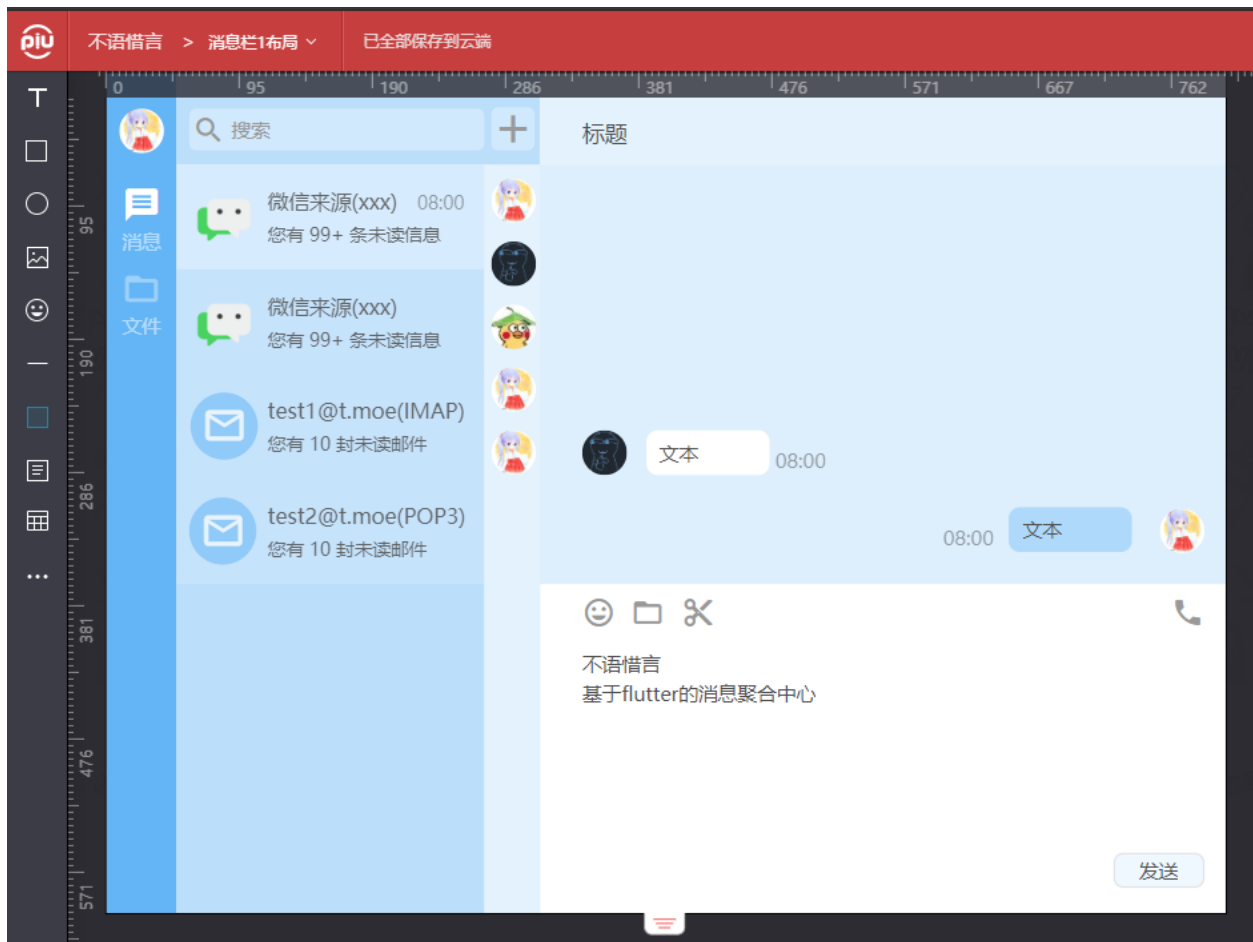 piu
不语惜言 > 消息栏1布局
已全部保存到云端
0 95 190 286 381 476 571 667 762
T
95
190
286
381
476
571
搜索
标题
消息
文件
微信来源(xxx) 08:00
您有 99+ 条未读信息
微信来源(xxx)
您有 99+ 条未读信息
test1@t.moe(IMAP)
您有 10 封未读邮件
test2@t.moe(POP3)
您有 10 封未读邮件
文本 08:00
08:00 文本
不语惜言
基于flutter的消息聚合中心
发送